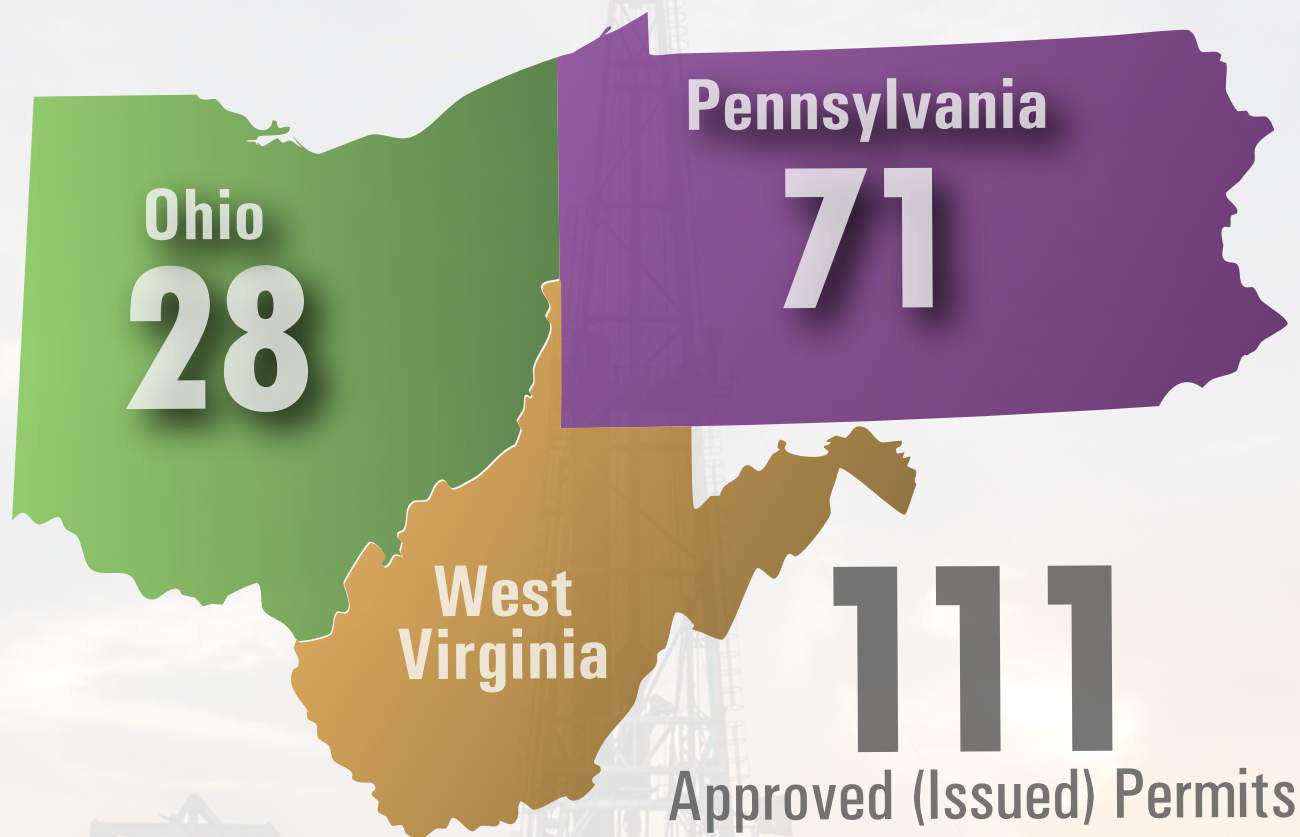 Pennsylvania
71
Ohio
28
West
Virginia
111
Approved (Issued) Permits